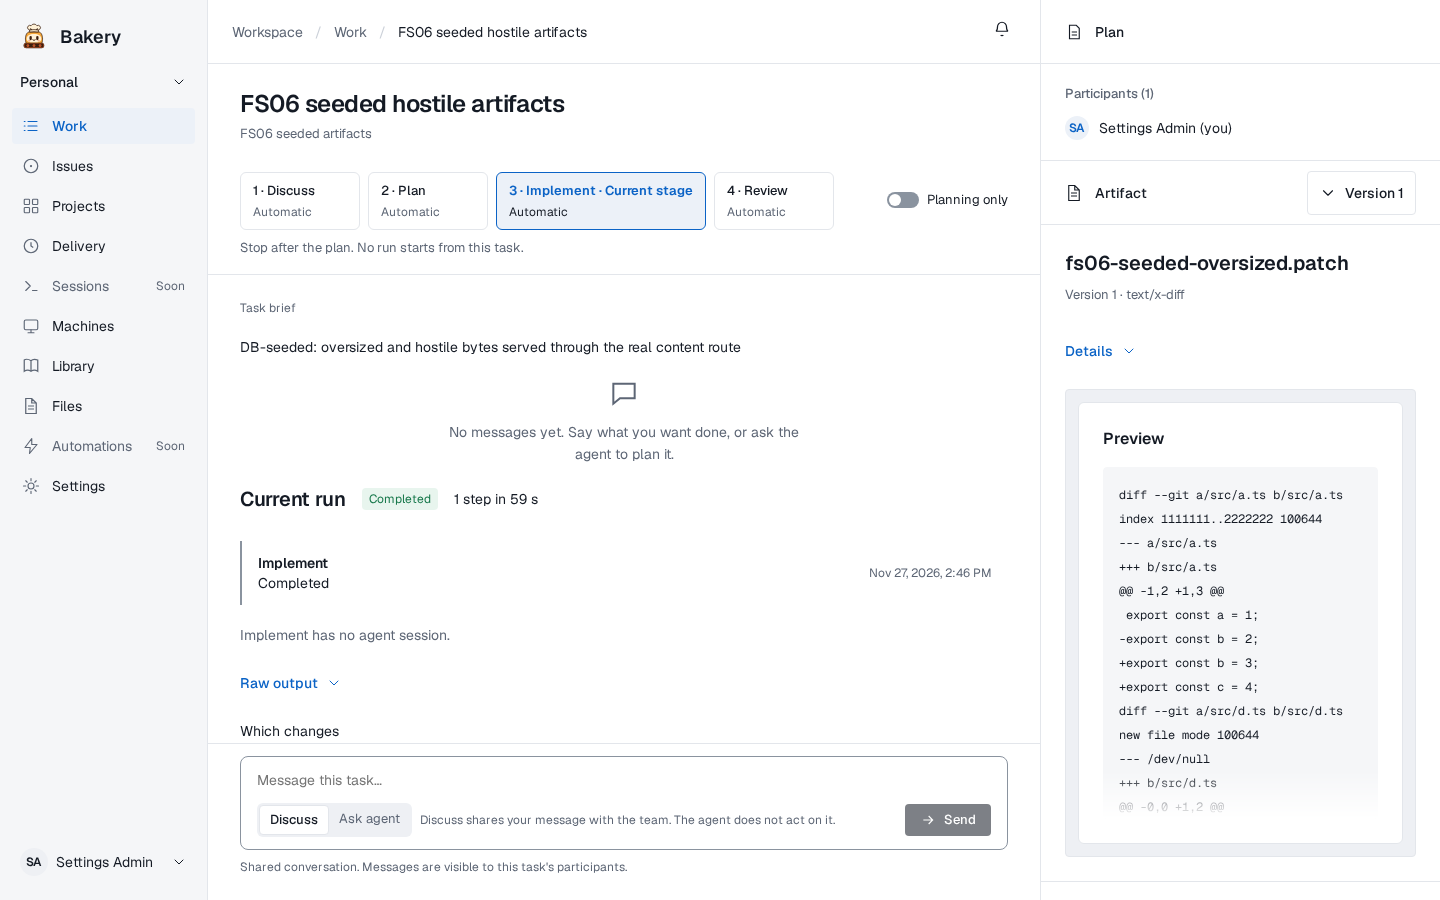 Bakery
Personal
Work
Issues
Projects
Delivery
Sessions Soon
Machines
Library
Files
Automations Soon
Settings
SA Settings Admin
Workspace / Work / FS06 seeded hostile artifacts
FS06 seeded hostile artifacts
FS06 seeded artifacts
1 · Discuss
Automatic
2 · Plan
Automatic
3 · Implement · Current stage
Automatic
4 · Review
Automatic
Planning only
Stop after the plan. No run starts from this task.
Task brief
DB-seeded: oversized and hostile bytes served through the real content route
No messages yet. Say what you want done, or ask the
agent to plan it.
Current run Completed 1 step in 59 s
Implement
Completed
Nov 27, 2026, 2:46 PM
Implement has no agent session.
Raw output
Which changes
Message this task...
Discuss Ask agent Discuss shares your message with the team. The agent does not act on it. Send
Shared conversation. Messages are visible to this task's participants.
Plan
Participants (1)
SA Settings Admin (you)
Artifact Version 1
fs06-seeded-oversized.patch
Version 1 · text/x-diff
Details
Preview
diff --git a/src/a.ts b/src/a.ts
index 1111111..2222222 100644
--- a/src/a.ts
+++ b/src/a.ts
@@ -1,2 +1,3 @@
 export const a = 1;
-export const b = 2;
+export const b = 3;
+export const c = 4;
diff --git a/src/d.ts b/src/d.ts
new file mode 100644
--- /dev/null
+++ b/src/d.ts
@@ -0,0 +1,2 @@